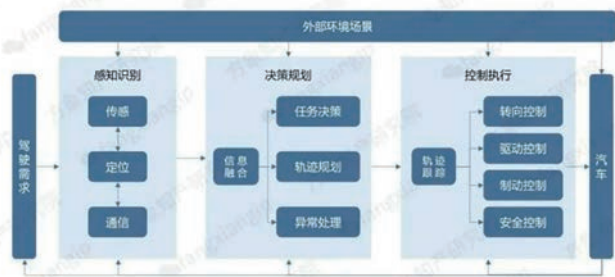 外部环境场景
感知识别
决策规划
控制执行
驾驶需求
传感
定位
通信
信息
融合
任务决策
轨迹规划
异常处理
轨迹
跟踪
转向控制
驱动控制
制动控制
安全控制
汽车